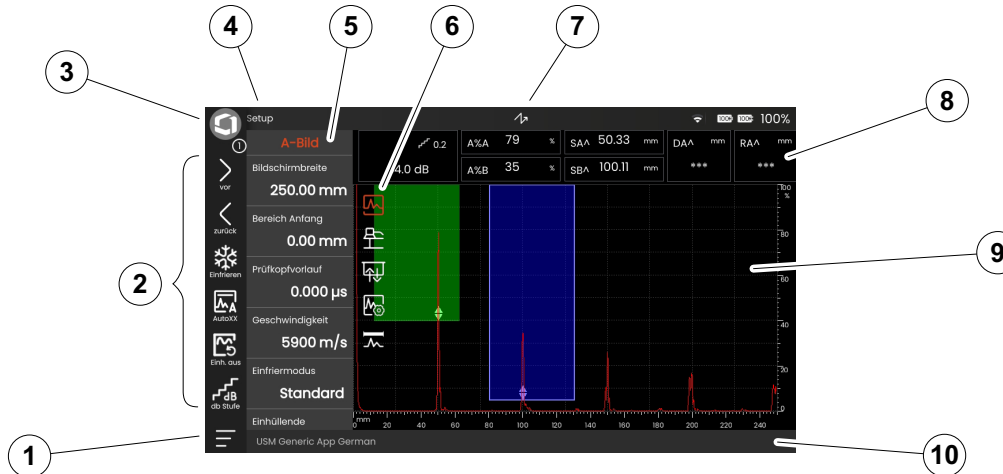 4
5
6
7
3
8
Setup
100%
1
A-Bild
0.2
4.0 dB
A%A 79 %
A%B 35 %
SA^ 50.33 mm
SB^ 100.11 mm
DA^ mm
***
RA^ mm
***
vor
zurück
Einfrieren
AutoXX
Einh. aus
dB
db Stufe
Bildschirmbreite
250.00 mm
Bereich Anfang
0.00 mm
Prüfkopfvorlauf
0.000 µs
Geschwindigkeit
5900 m/s
Einfriermodus
Standard
Einhüllende
2
9
100
%
80
60
40
20
0
mm
0 20 40 60 80 100 120 140 160 180 200 220 240
USM Generic App German
1
10